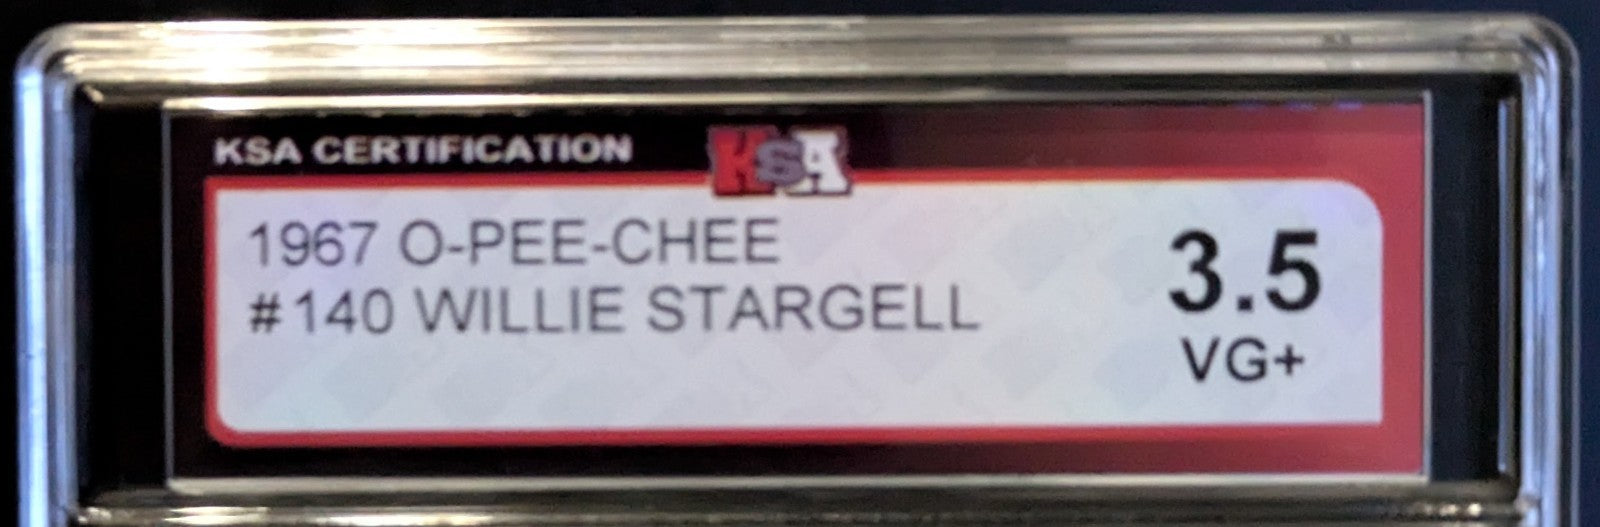 KSA CERTIFICATION KSA
1967 O-PEE-CHEE
#140 WILLIE STARGELL
3.5
VG+